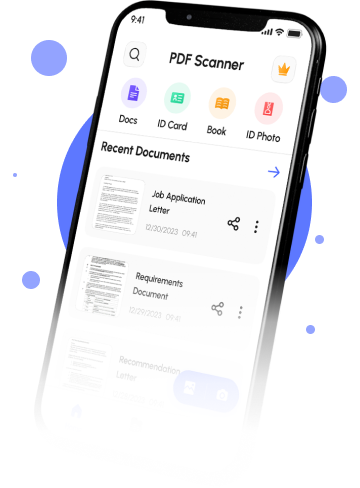 9:41
PDF Scanner
Docs
ID Card
Book
ID Photo
Recent Documents
Job Application
Letter
12/30/2023 09:41
Requirements
Document
12/29/2023 09:41
Recommendation
Letter